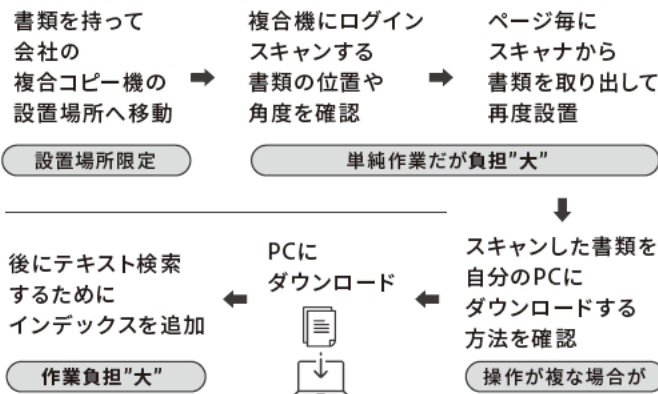 書類を持って
会社の
複合コピー機の
設置場所へ移動
設置場所限定
複合機にログイン
スキャンする
書類の位置や
角度を確認
ページ毎に
スキャナから
書類を取り出して
再度設置
単純作業だが負担”大”
スキャンした書類を
自分のPCに
ダウンロードする
方法を確認
操作が複な場合が
PCに
ダウンロード
後にテキスト検索
するために
インデックスを追加
作業負担”大”